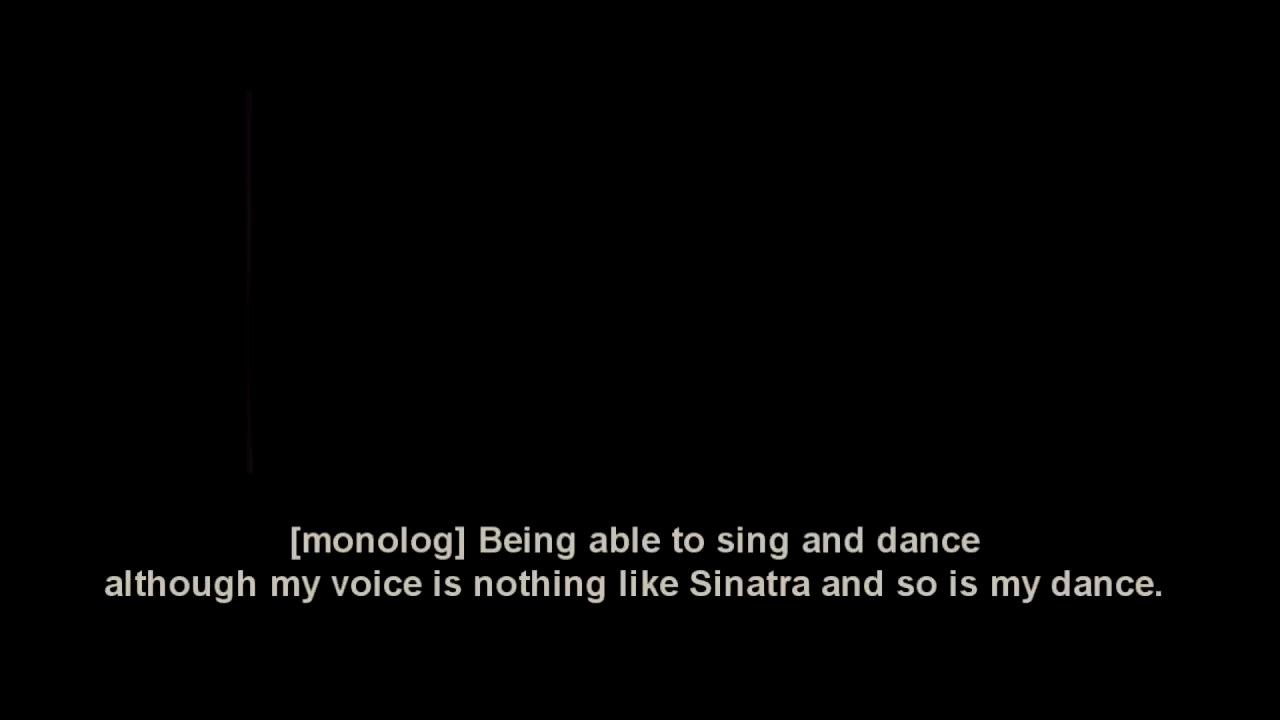 [monolog] Being able to sing and dance
although my voice is nothing like Sinatra and so is my dance.